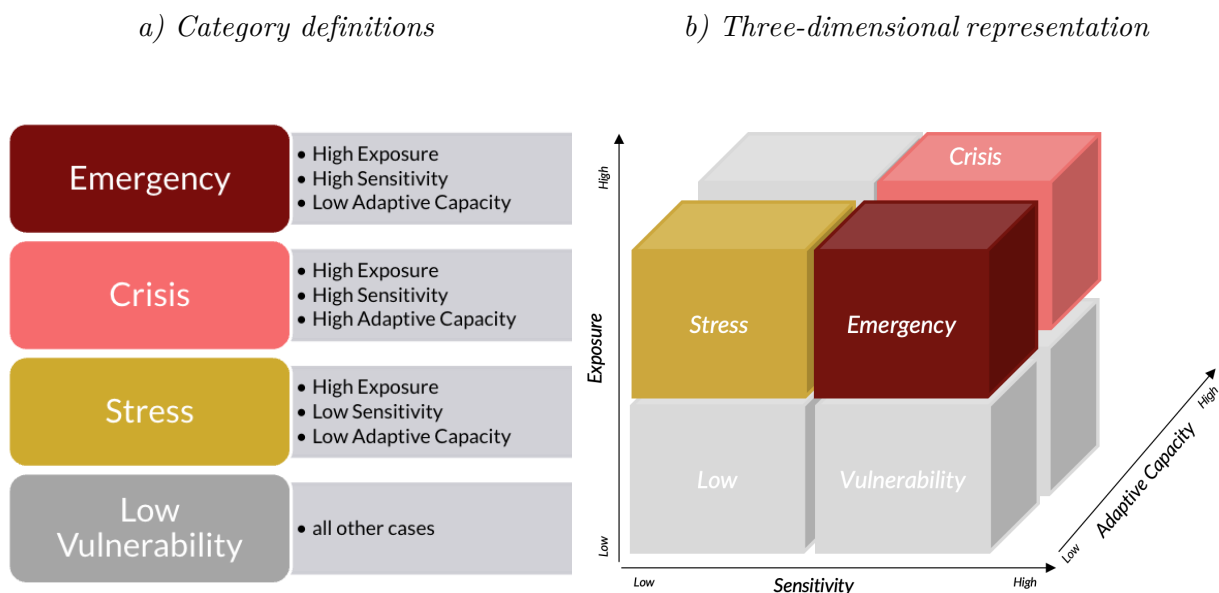 a) Category definitions
b) Three-dimensional representation
Emergency
• High Exposure
• High Sensitivity
• Low Adaptive Capacity
Crisis
• High Exposure
• High Sensitivity
• High Adaptive Capacity
Stress
• High Exposure
• Low Sensitivity
• Low Adaptive Capacity
Low
Vulnerability
• all other cases
Crisis
Stress
Emergency
Low
Vulnerability
High
Exposure
Low
Low
Sensitivity
High
Low
Adaptive Capacity
High